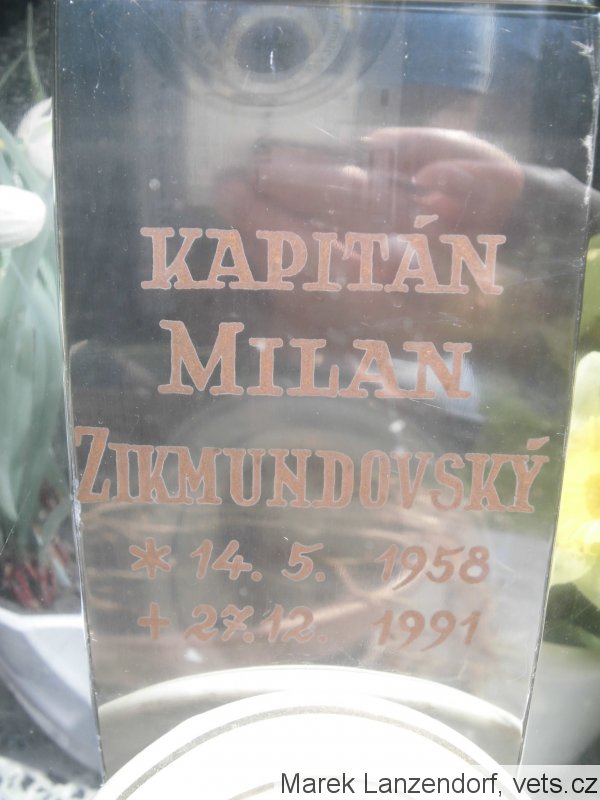 KAPITÁN
MILAN
ZIKMUNDOVSKÝ
* 14. 5. 1958
+ 27.12. 1991
Marek Lanzendorf, vets.cz